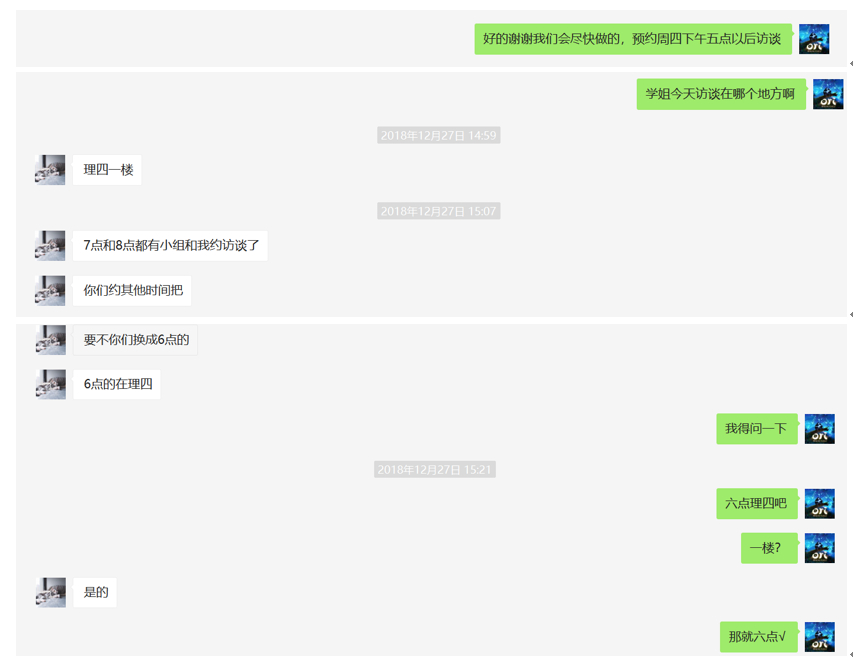 好的谢谢我们会尽快做的，预约周四下午五点以后访谈
学姐今天访谈在哪个地方啊
2018年12月27日 14:59
理四一楼
2018年12月27日 15:07
7点和8点都有小组和我约访谈了
你们约其他时间把
要不你们换成6点的
6点的在理四
我得问一下
2018年12月27日 15:21
六点理四吧
一楼？
是的
那就六点√